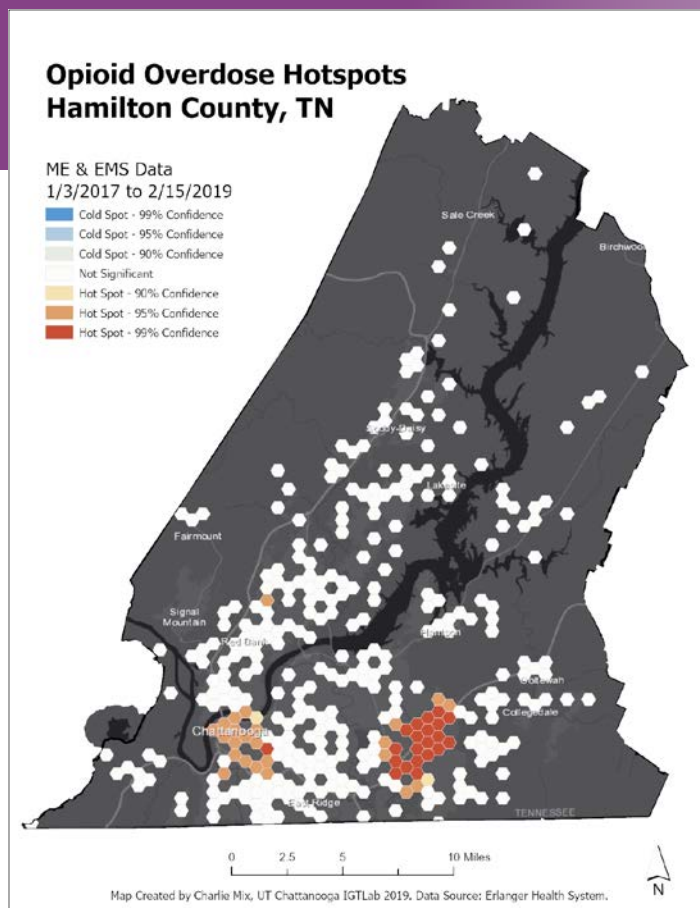 Opioid Overdose Hotspots
Hamilton County, TN
ME & EMS Data
1/3/2017 to 2/15/2019
Cold Spot - 99% Confidence
Cold Spot - 95% Confidence
Cold Spot - 90% Confidence
Not Significant
Hot Spot - 90% Confidence
Hot Spot - 95% Confidence
Hot Spot - 99% Confidence
Sale Creek
Birchwood
Soddy-Daisy
Lakesite
Fairmount
Signal
Mountain
Red Bank
Harrison
Ooltewah
Collegedale
Chattanooga
East Ridge
TENNESSEE
0 2.5 5 10 Miles
N
Map Created by Charlie Mix, UT Chattanooga IGTLab 2019. Data Source: Erlanger Health System.